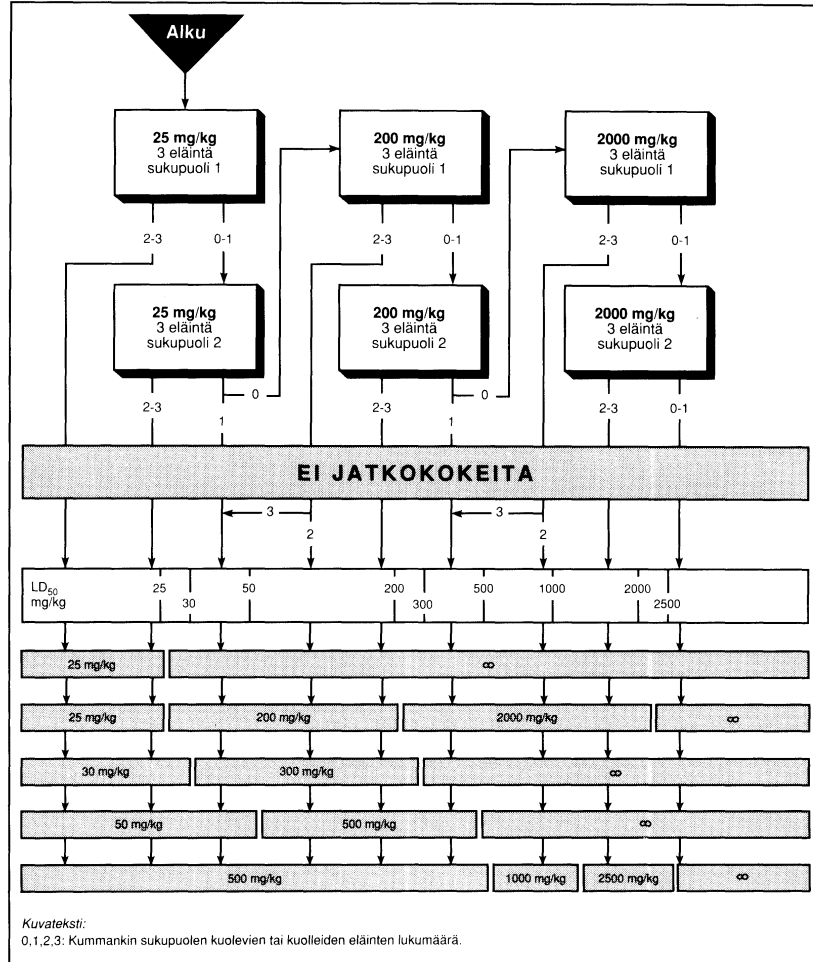 Alku
25 mg/kg
3 eläintä
sukupuoli 1
200 mg/kg
3 eläintä
sukupuoli 1
2000 mg/kg
3 eläintä
sukupuoli 1
2-3 0-1 2-3 0-1 2-3 0-1
25 mg/kg
3 eläintä
sukupuoli 2
200 mg/kg
3 eläintä
sukupuoli 2
2000 mg/kg
3 eläintä
sukupuoli 2
0 0
2-3 1 2-3 1 2-3 0-1
EI JATKOKOKEITA
3 3
2 2
LD50 25 50 200 500 1000 2000
mg/kg 30 300 2500
25 mg/kg ∞
25 mg/kg 200 mg/kg 2000 mg/kg ∞
30 mg/kg 300 mg/kg ∞
50 mg/kg 500 mg/kg ∞
500 mg/kg 1000 mg/kg 2500 mg/kg ∞
Kuvateksti:
0,1,2,3: Kummankin sukupuolen kuolevien tai kuolleiden eläinten lukumäärä.